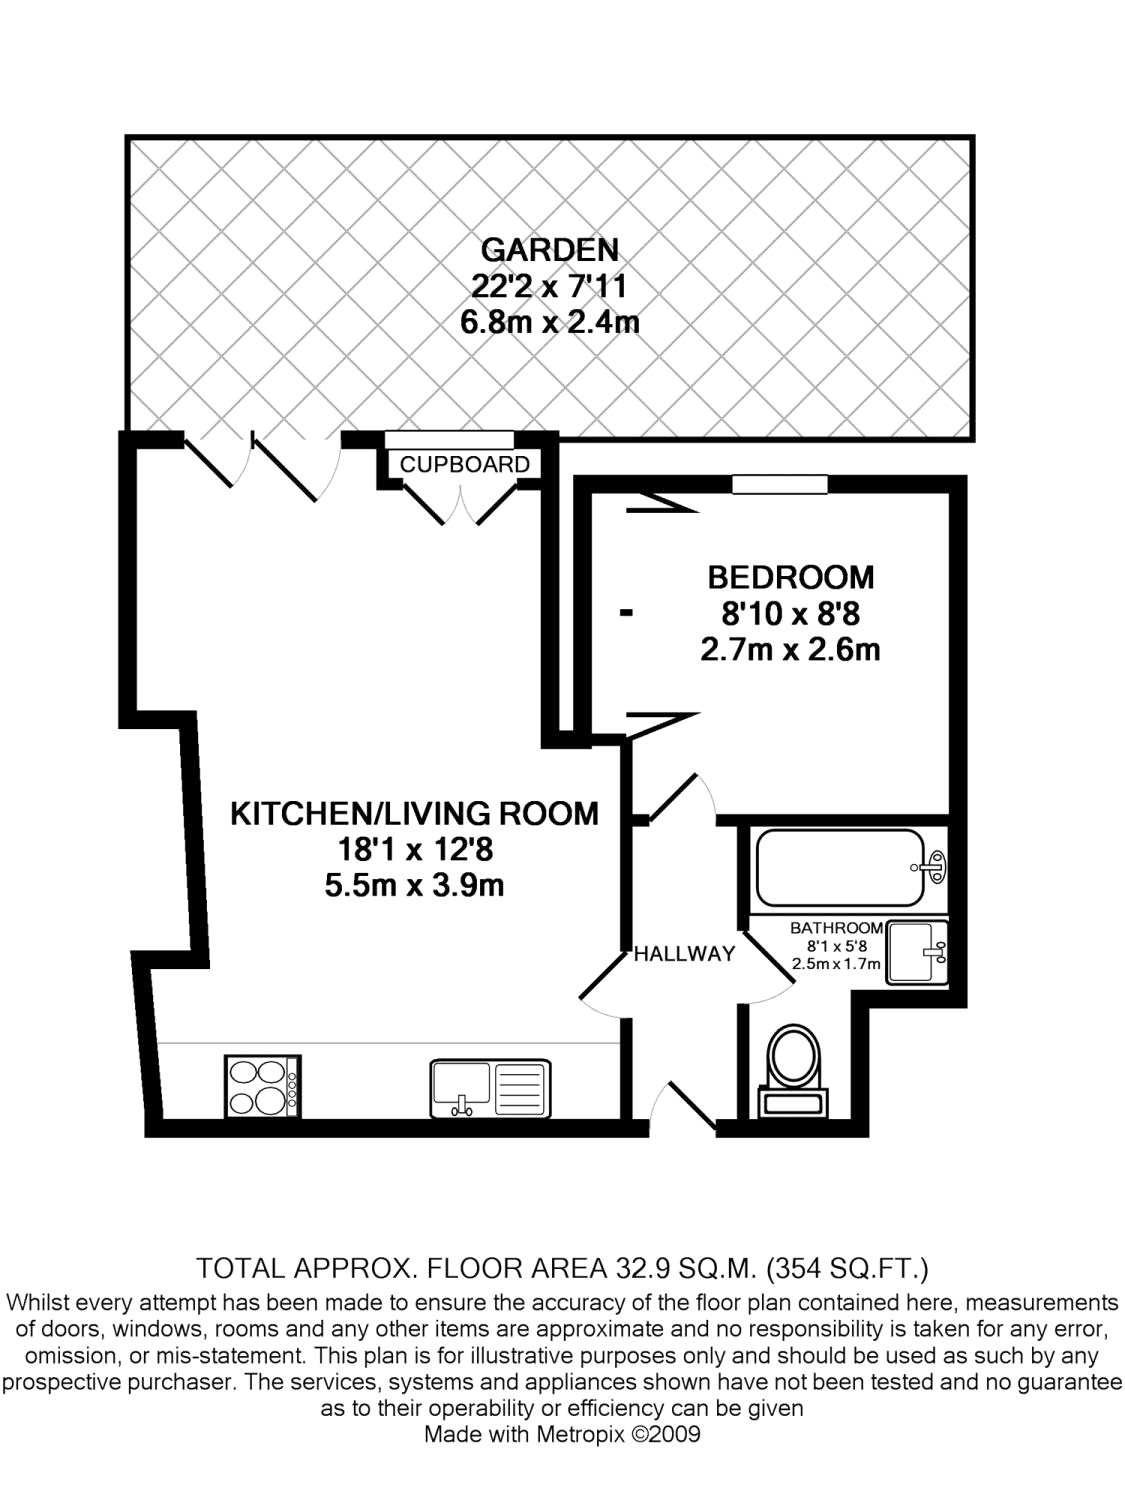 GARDEN
22'2 x 7'11
6.8m x 2.4m
CUPBOARD
BEDROOM
8'10 x 8'8
2.7m x 2.6m
KITCHEN/LIVING ROOM
18'1 x 12'8
5.5m x 3.9m
BATHROOM
8'1 x 5'8
2.5m x 1.7m
HALLWAY
TOTAL APPROX. FLOOR AREA 32.9 SQ.M. (354 SQ.FT.)
Whilst every attempt has been made to ensure the accuracy of the floor plan contained here, measurements
of doors, windows, rooms and any other items are approximate and no responsibility is taken for any error,
omission, or mis-statement. This plan is for illustrative purposes only and should be used as such by any
prospective purchaser. The services, systems and appliances shown have not been tested and no guarantee
as to their operability or efficiency can be given
Made with Metropix ©2009